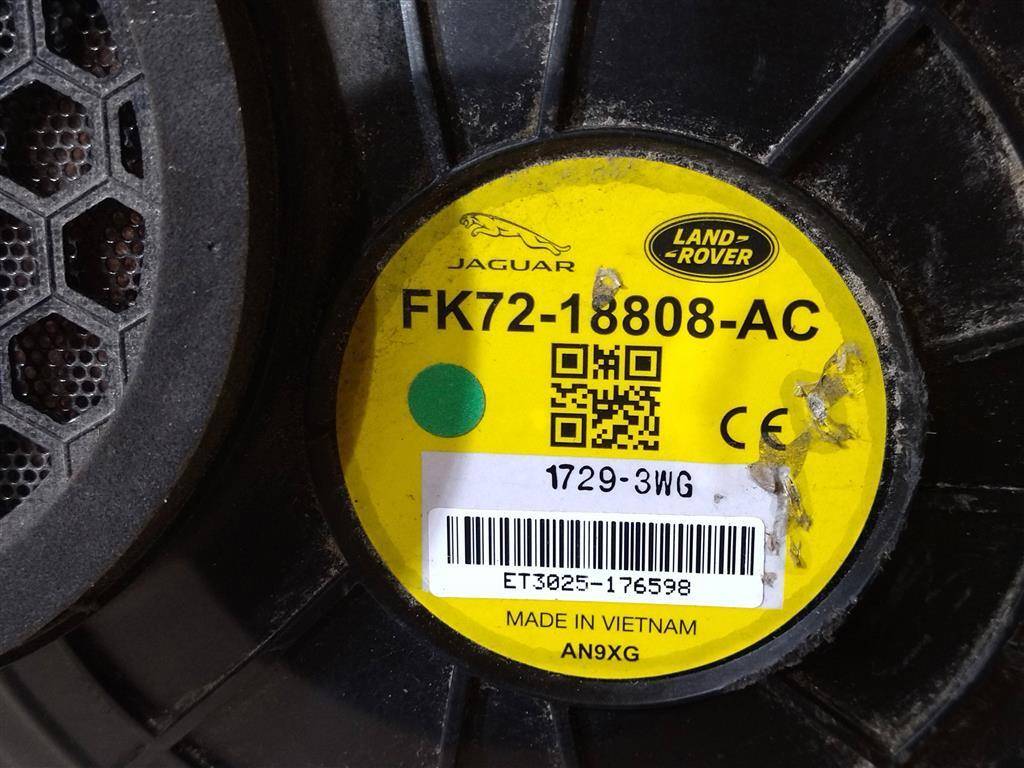 JAGUAR
LAND-
-ROVER
FK72-18808-AC
CE
1729-3WG
ET3025-176598
MADE IN VIETNAM
AN9XG